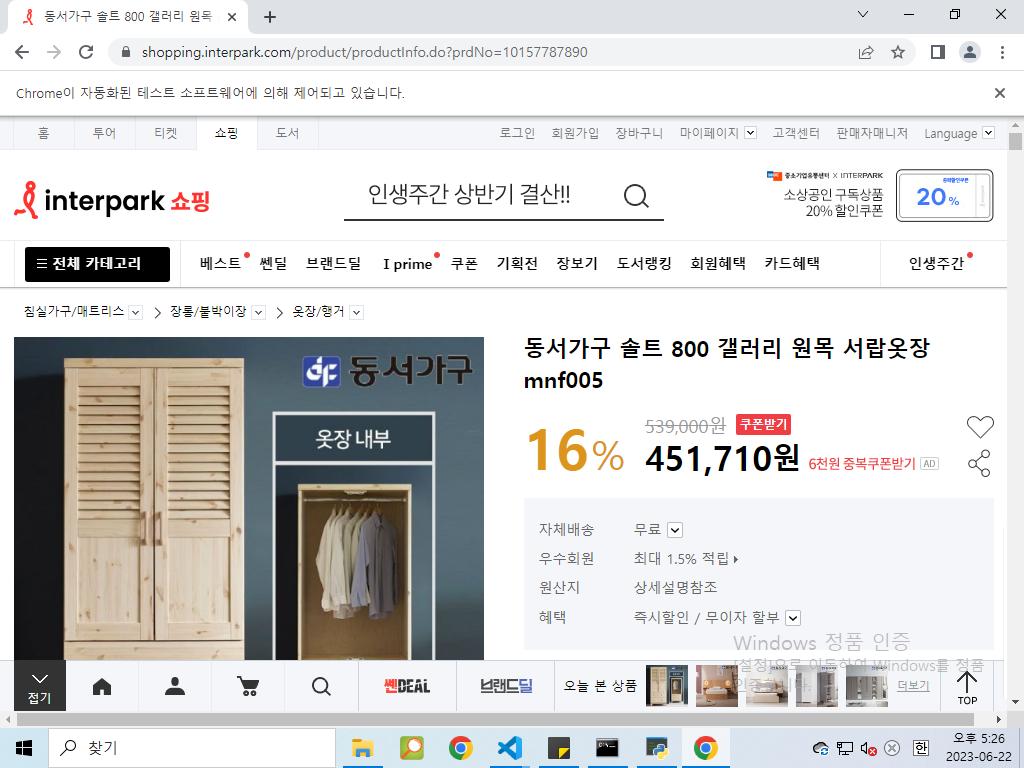 동서가구 솔트 800 갤러리 원목
shopping.interpark.com/product/productInfo.do?prdNo=10157787890
Chrome이 자동화된 테스트 소프트웨어에 의해 제어되고 있습니다.
홈 투어 티켓 쇼핑 도서 로그인 회원가입 장바구니 마이페이지 고객센터 판매자매니저 Language
중소기업유통센터 X INTERPARK
interpark 쇼핑 인생주간 상반기 결산!! 소상공인 구독상품
20% 할인쿠폰 20%
전체 카테고리 베스트 쎈딜 브랜드딜 I prime 쿠폰 기획전 장보기 도서랭킹 회원혜택 카드혜택 인생주간
침실가구/매트리스 장롱/붙박이장 옷장/행거
동서가구
옷장 내부
동서가구 솔트 800 갤러리 원목 서랍옷장
mnf005
16% 539,000원 쿠폰받기
451,710원 6천원 중복쿠폰받기 AD
자체배송 무료
우수회원 최대 1.5% 적립
원산지 상세설명참조
혜택 즉시할인 / 무이자 할부
Windows 정품 인증
[설정]으로 이동하여 Windows를 정품
인증합니다.
접기 쎈DEAL 브랜드딜 오늘 본 상품 더보기 TOP
찾기 한 오후 5:26
2023-06-22